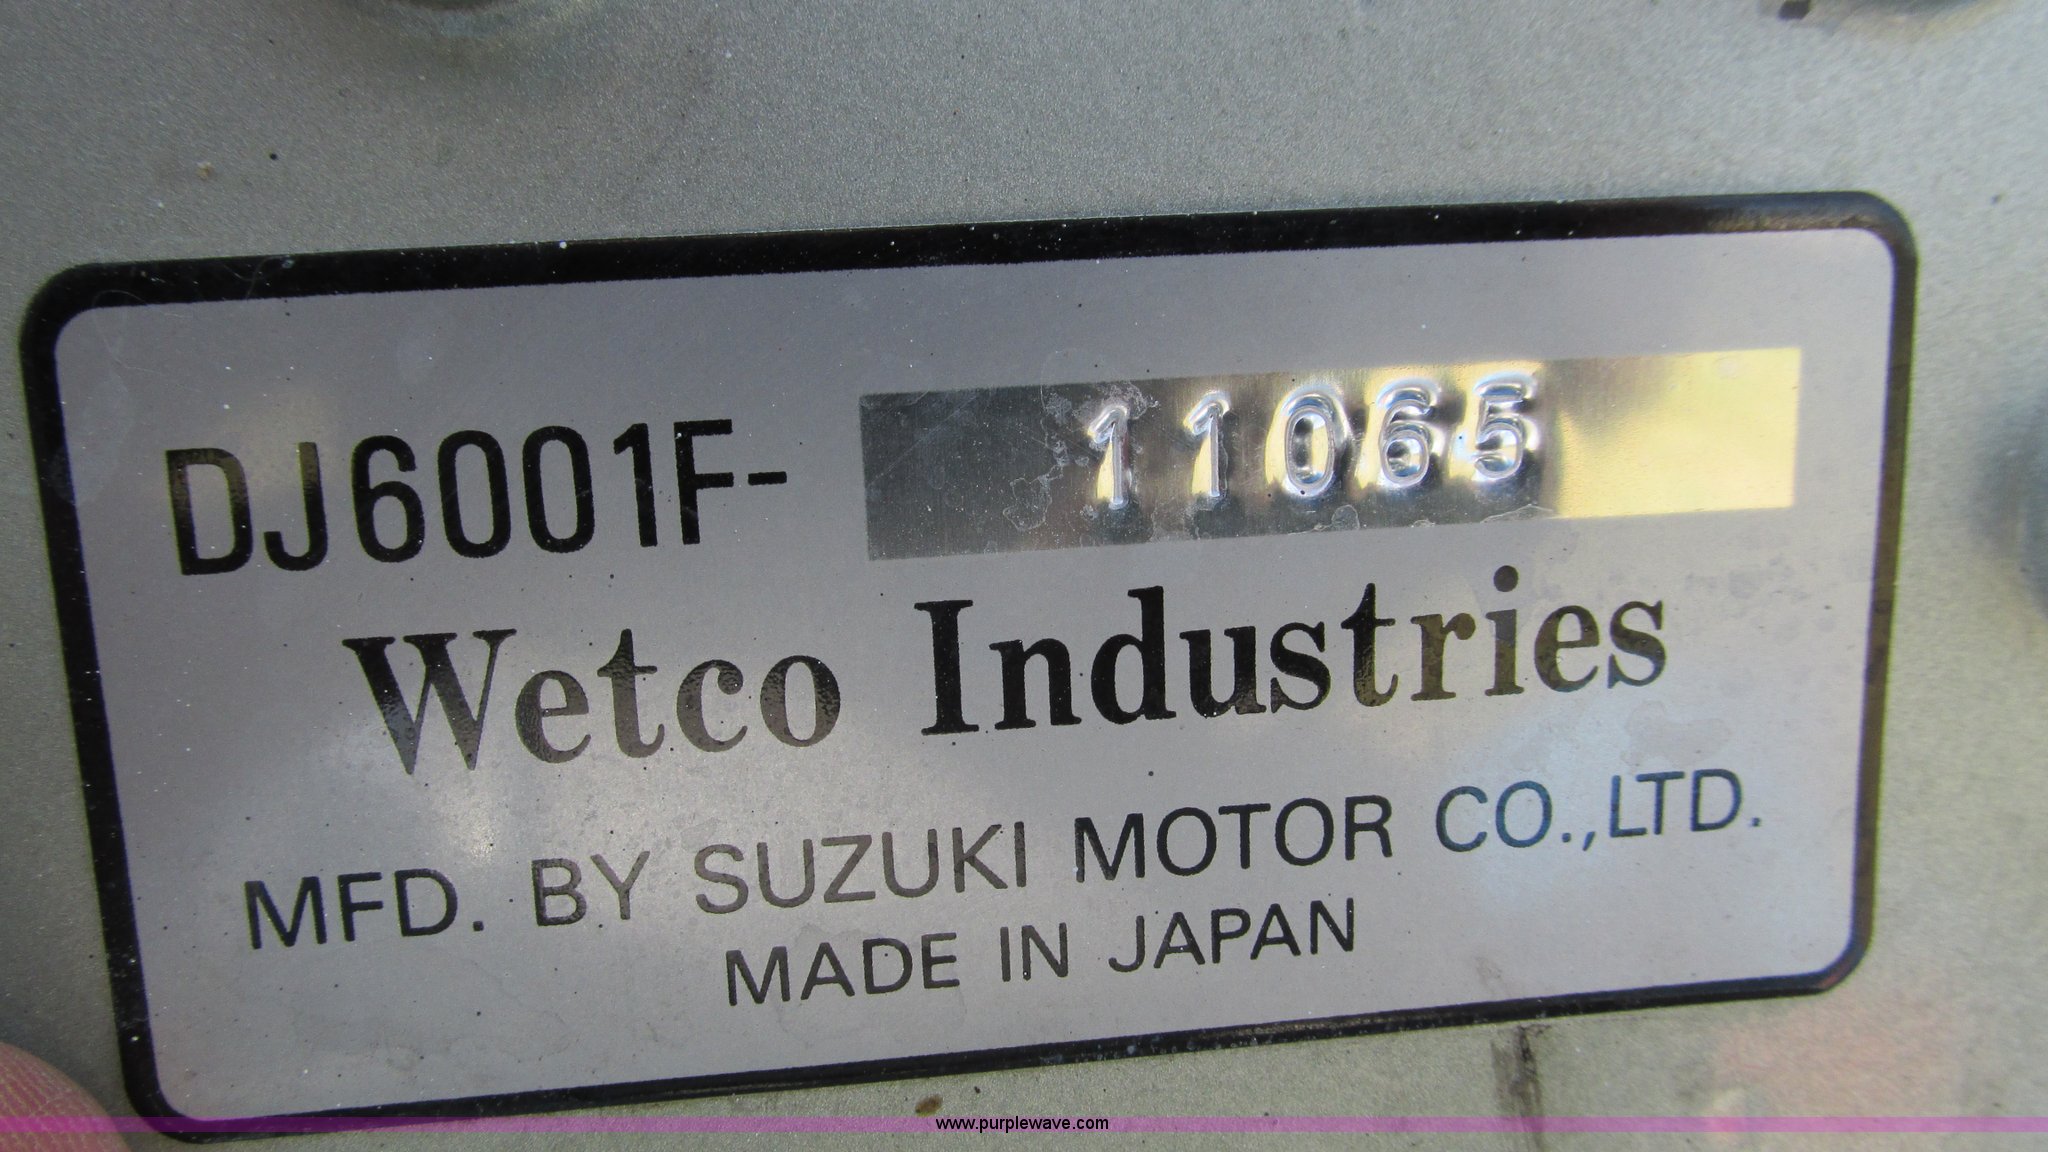 DJ6001F- 11065
Wetco Industries
MFD. BY SUZUKI MOTOR CO.,LTD.
MADE IN JAPAN
www.purplewave.com